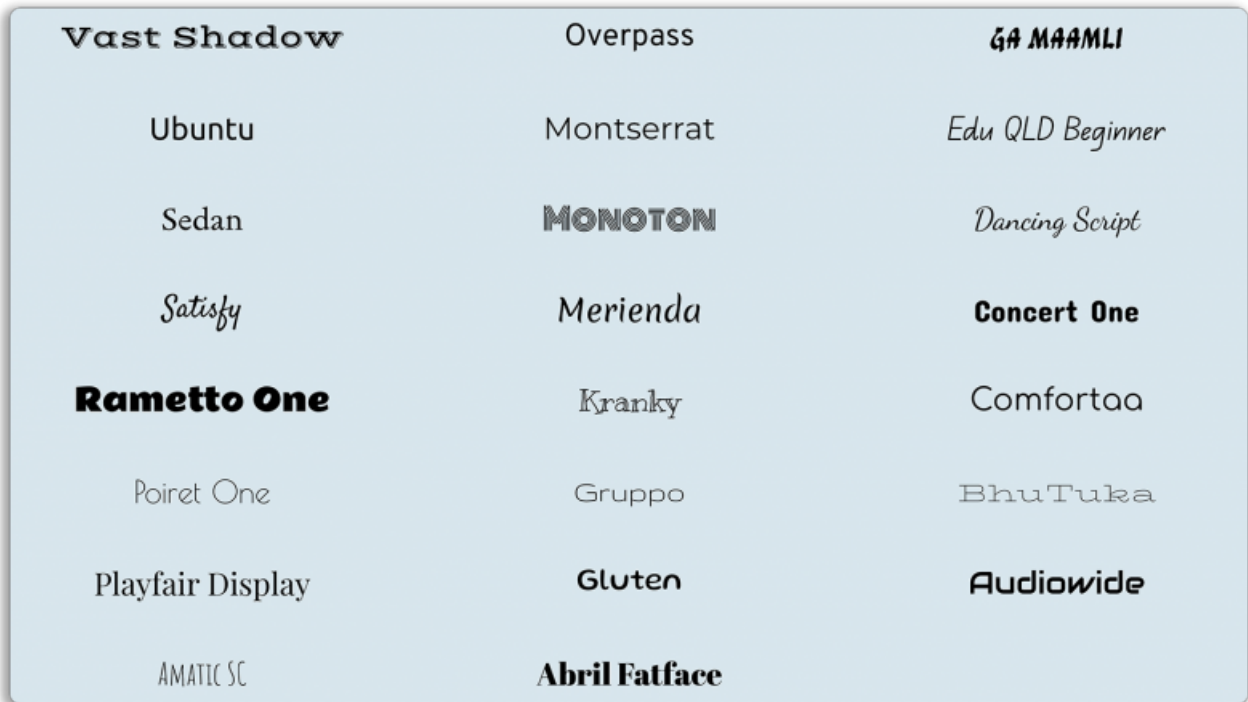 Vast Shadow Overpass GA MAAMLI
Ubuntu Montserrat Edu QLD Beginner
Sedan MONOTON Dancing Script
Satisfy Merienda Concert One
Rametto One Kranky Comfortaa
Poiret One Gruppo BhuTuka
Playfair Display Gluten Audiowide
AMATIC SC Abril Fatface